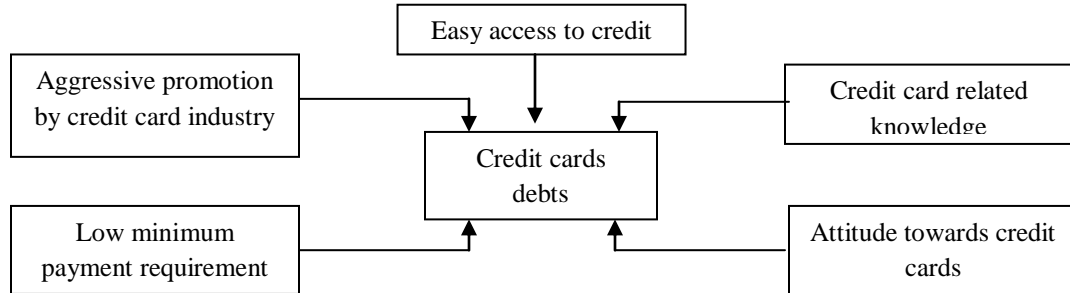 Easy access to credit
Aggressive promotion
by credit card industry
Credit card related
knowledge
Credit cards
debts
Low minimum
payment requirement
Attitude towards credit
cards